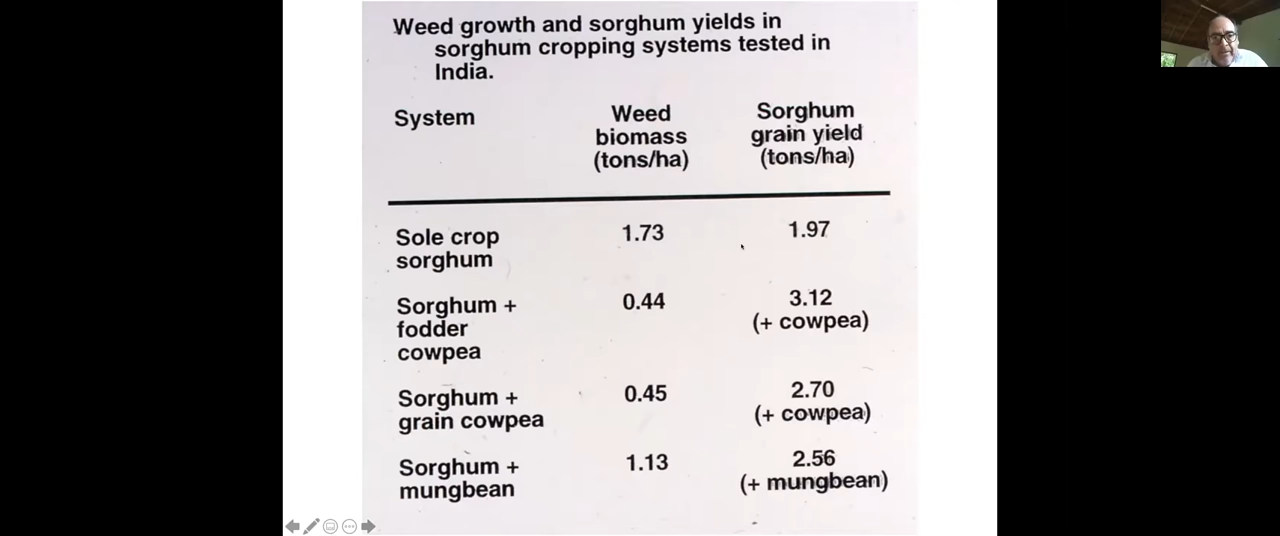 Weed growth and sorghum yields in
sorghum cropping systems tested in
India.
System
Weed
biomass
(tons/ha)
Sorghum
grain yield
(tons/ha)
Sole crop
sorghum
1.73
1.97
Sorghum +
fodder
cowpea
0.44
3.12
(+ cowpea)
Sorghum +
grain cowpea
0.45
2.70
(+ cowpea)
Sorghum +
mungbean
1.13
2.56
(+ mungbean)